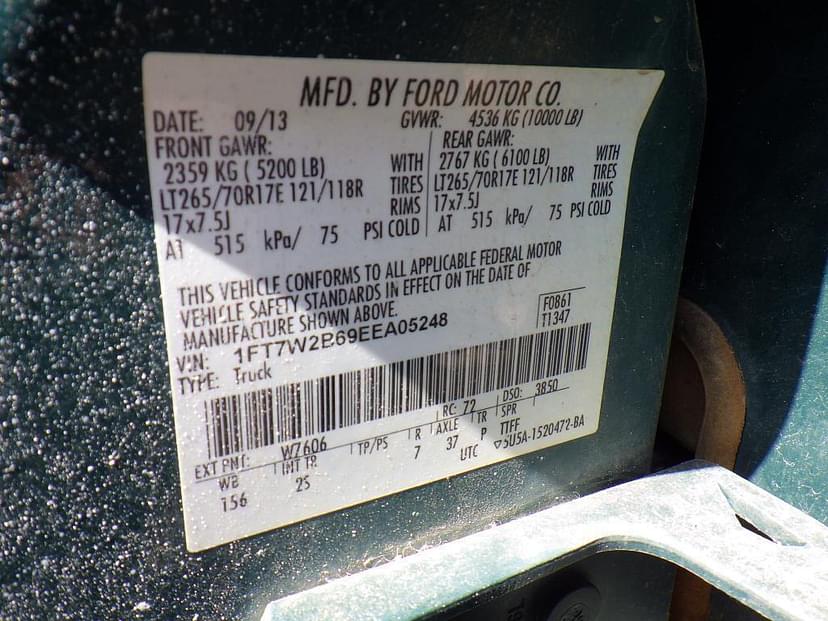 MFD. BY FORD MOTOR CO.
DATE: 09/13 GVWR: 4536 KG (10000 LB)
FRONT GAWR: REAR GAWR:
2359 KG ( 5200 LB) WITH 2767 KG ( 6100 LB) WITH
LT265/70R17E 121/118R TIRES LT265/70R17E 121/118R TIRES
17x7.5J RIMS 17x7.5J RIMS
AT 515 kPa/ 75 PSI COLD AT 515 kPa/ 75 PSI COLD
THIS VEHICLE CONFORMS TO ALL APPLICABLE FEDERAL MOTOR
VEHICLE SAFETY STANDARDS IN EFFECT ON THE DATE OF
MANUFACTURE SHOWN ABOVE. F0861
VIN: 1FT7W2B69EEA05248 T1347
TYPE: Truck
EXT PNT: W7606 RC: 72 DSO: 3850
WB INT TR TP/PS R AXLE TR SPR
156 2S 7 37 P TTFF
UTC 5U5A-1520472-BA